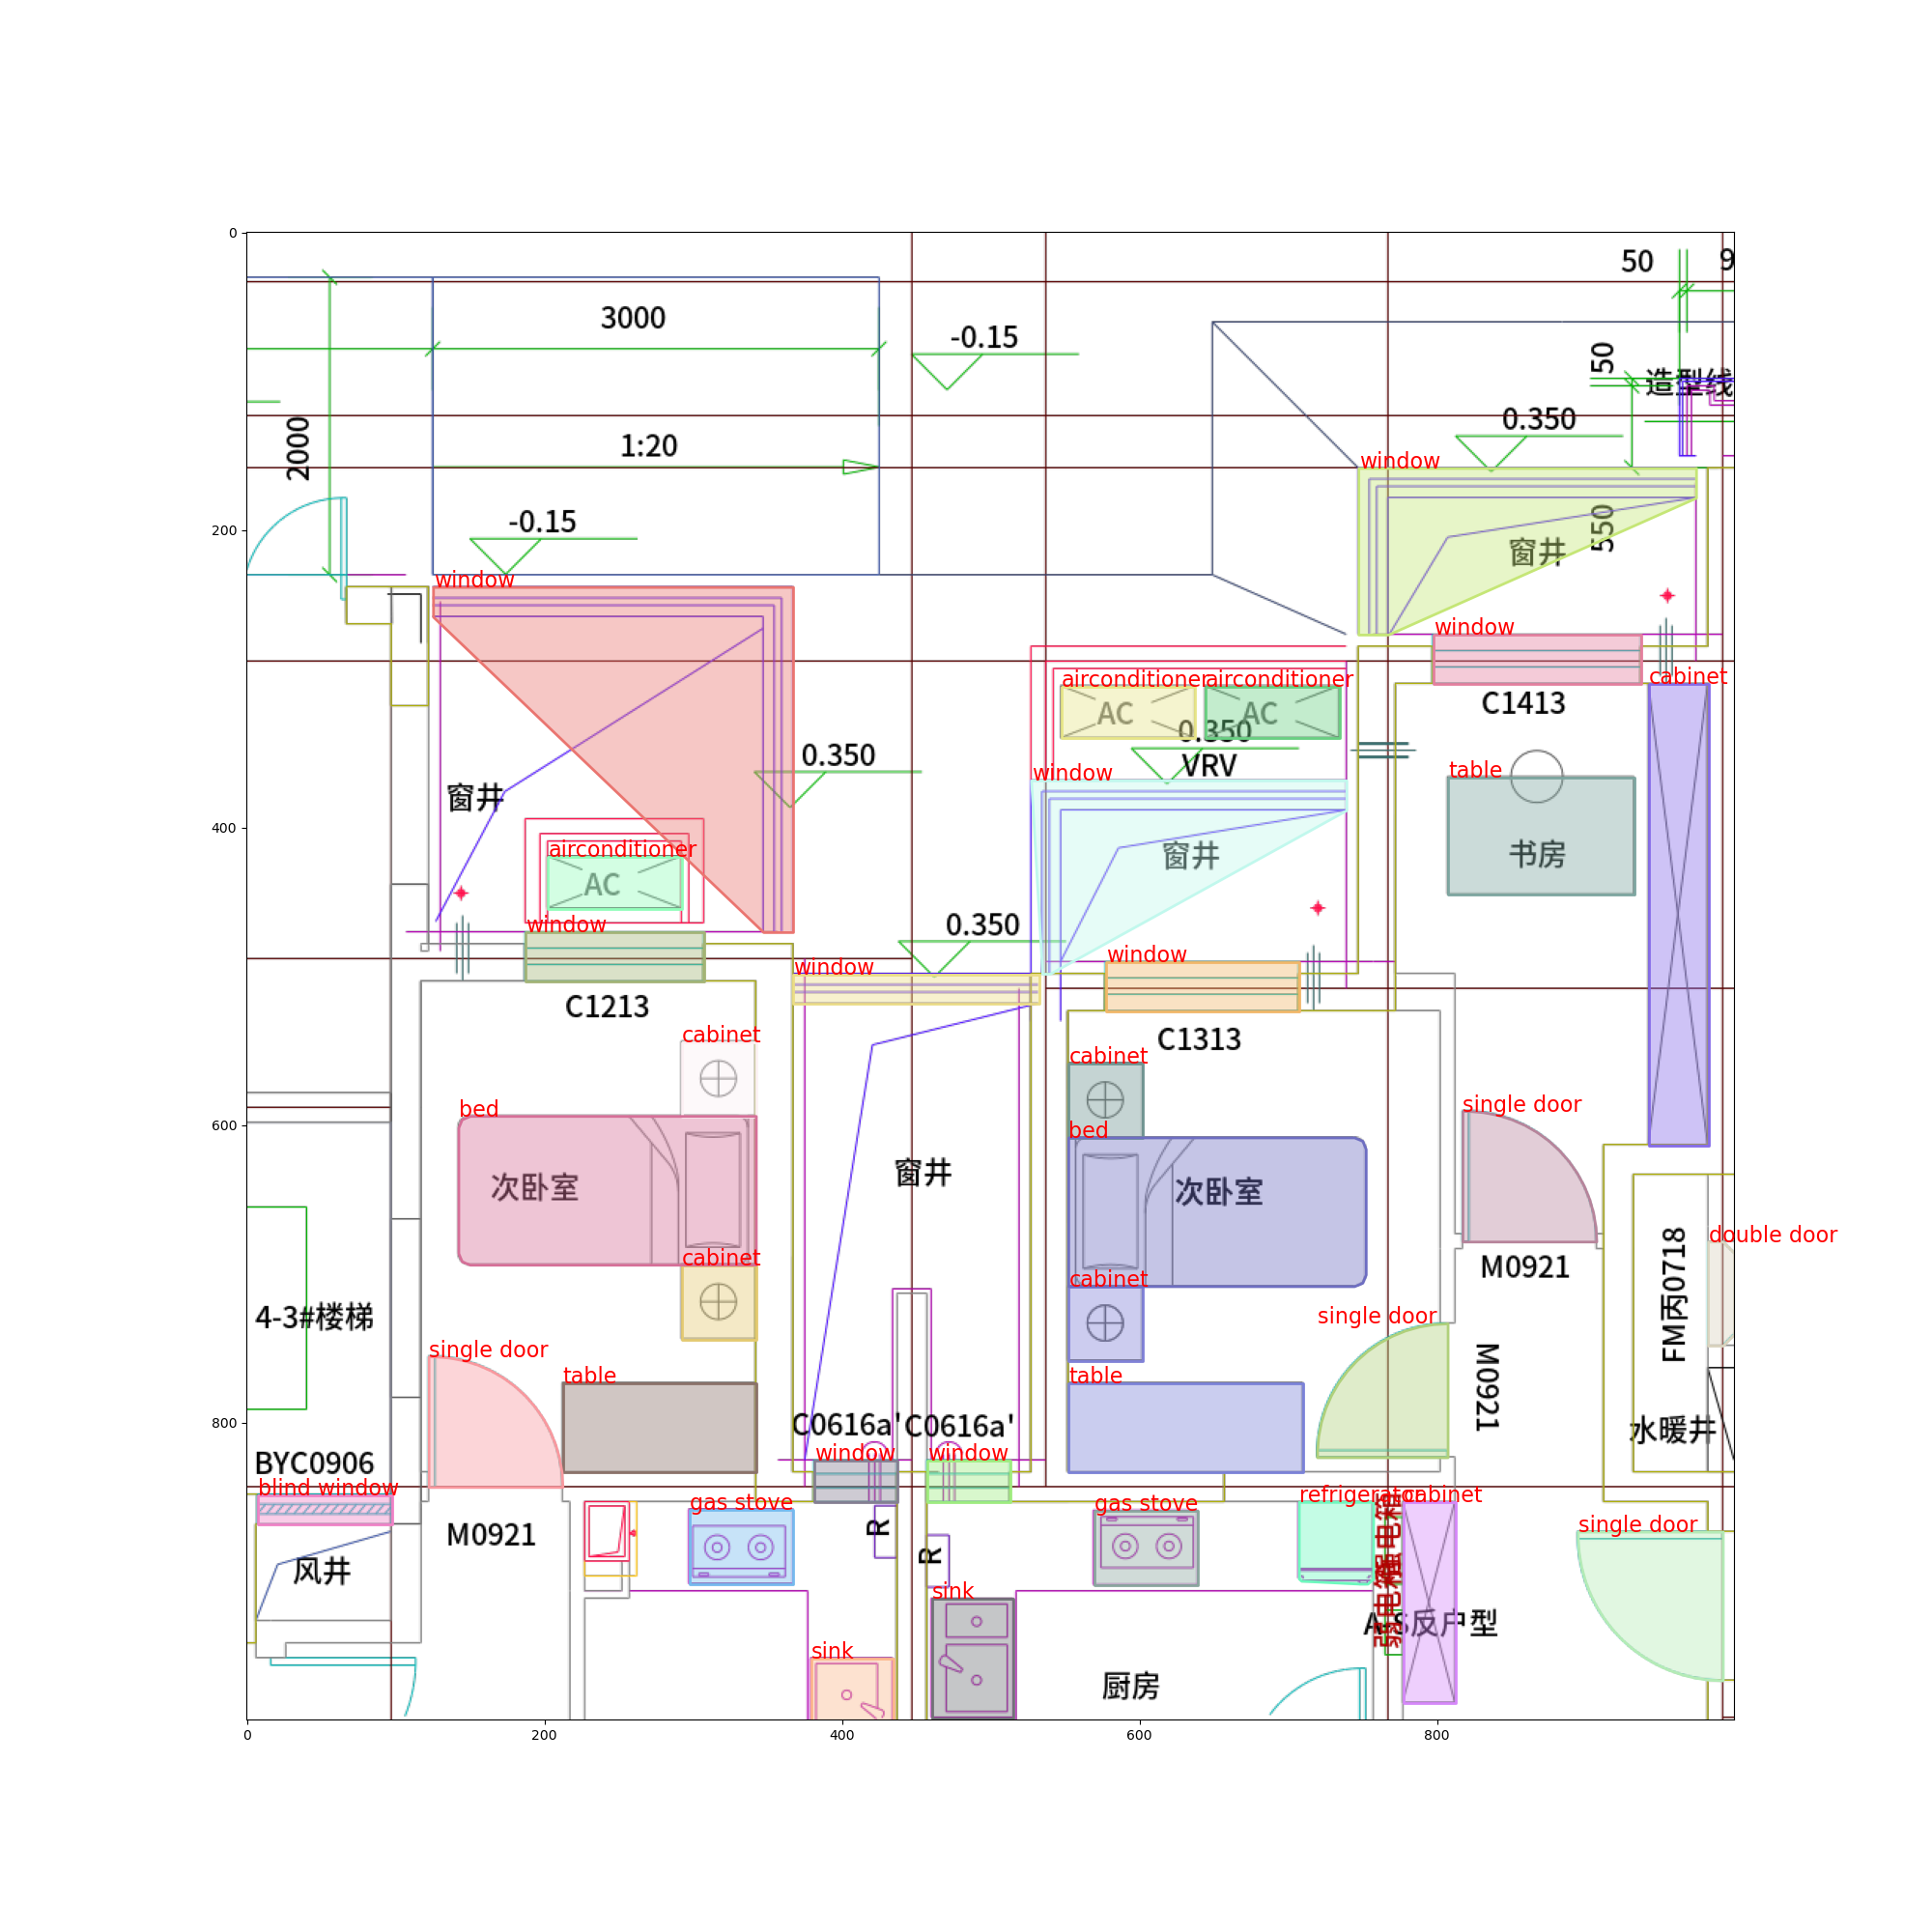 0
50
9
3000
-0.15
50
造型线
0.350
2000
1:20
window
200
-0.15
550
窗井
window
window
cabinet
airconditioner
airconditioner
C1413
AC
AC
0.350
0.350
VRV
window
table
窗井
400
airconditioner
窗井
书房
AC
window
0.350
window
window
C1213
cabinet
C1313
cabinet
bed
single door
600
bed
窗井
次卧室
次卧室
cabinet
cabinet
double door
M0921
FM丙0718
4-3#楼梯
single door
single door
table
table
M0921
800
C0616a'
C0616a'
水暖井
BYC0906
window
window
blind window
gas stove
gas stove
refrigerator
cabinet
强电箱
single door
M0921
R
R
风井
sink
弱电箱
A-S反户型
sink
厨房
0
200
400
600
800